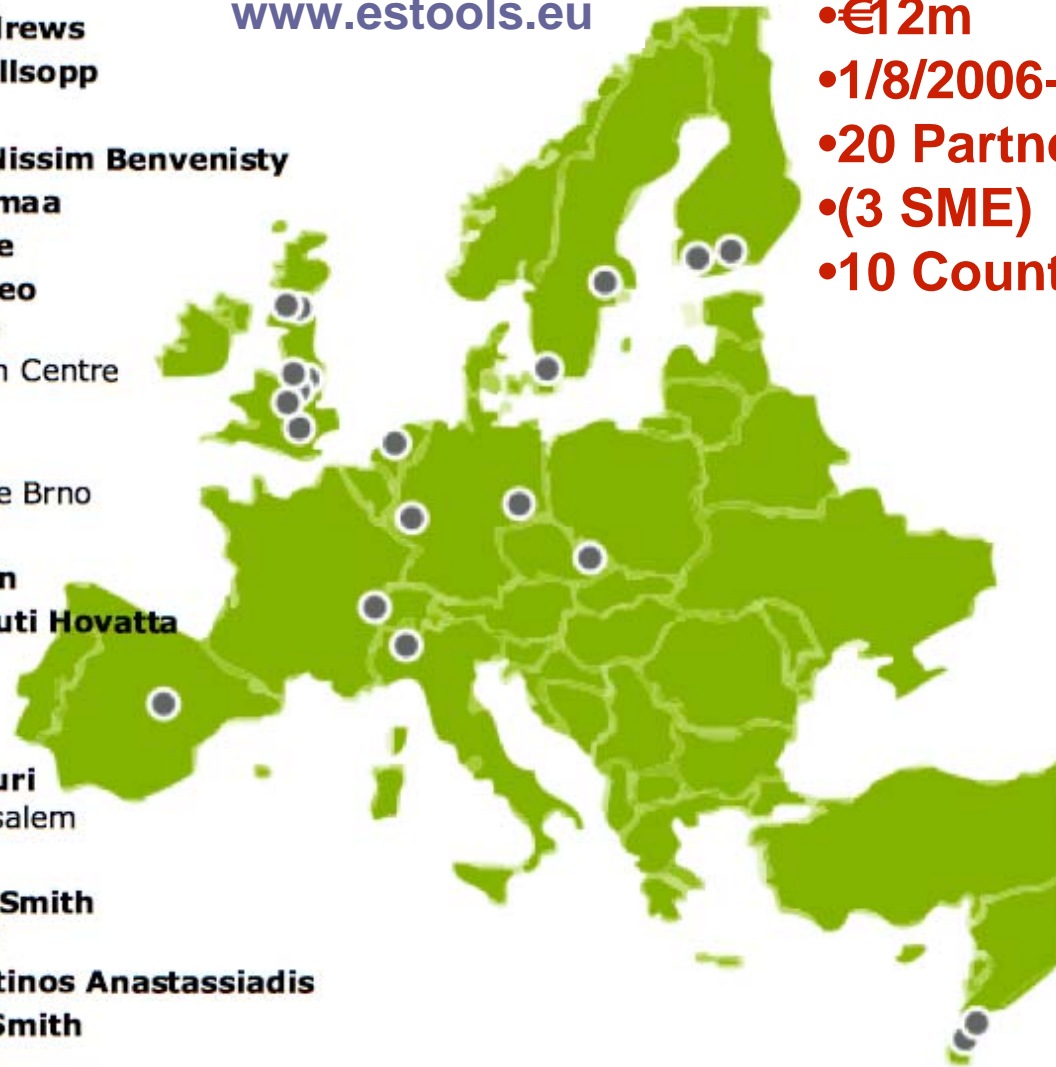 www.estools.eu
drews
llsopp
Nissim Benvenisty
maa
e
eo
n Centre
e Brno
n
uti Hovatta
uri
salem
Smith
tinos Anastassiadis
Smith
•€12m
•1/8/2006-
•20 Partne
•(3 SME)
•10 Count